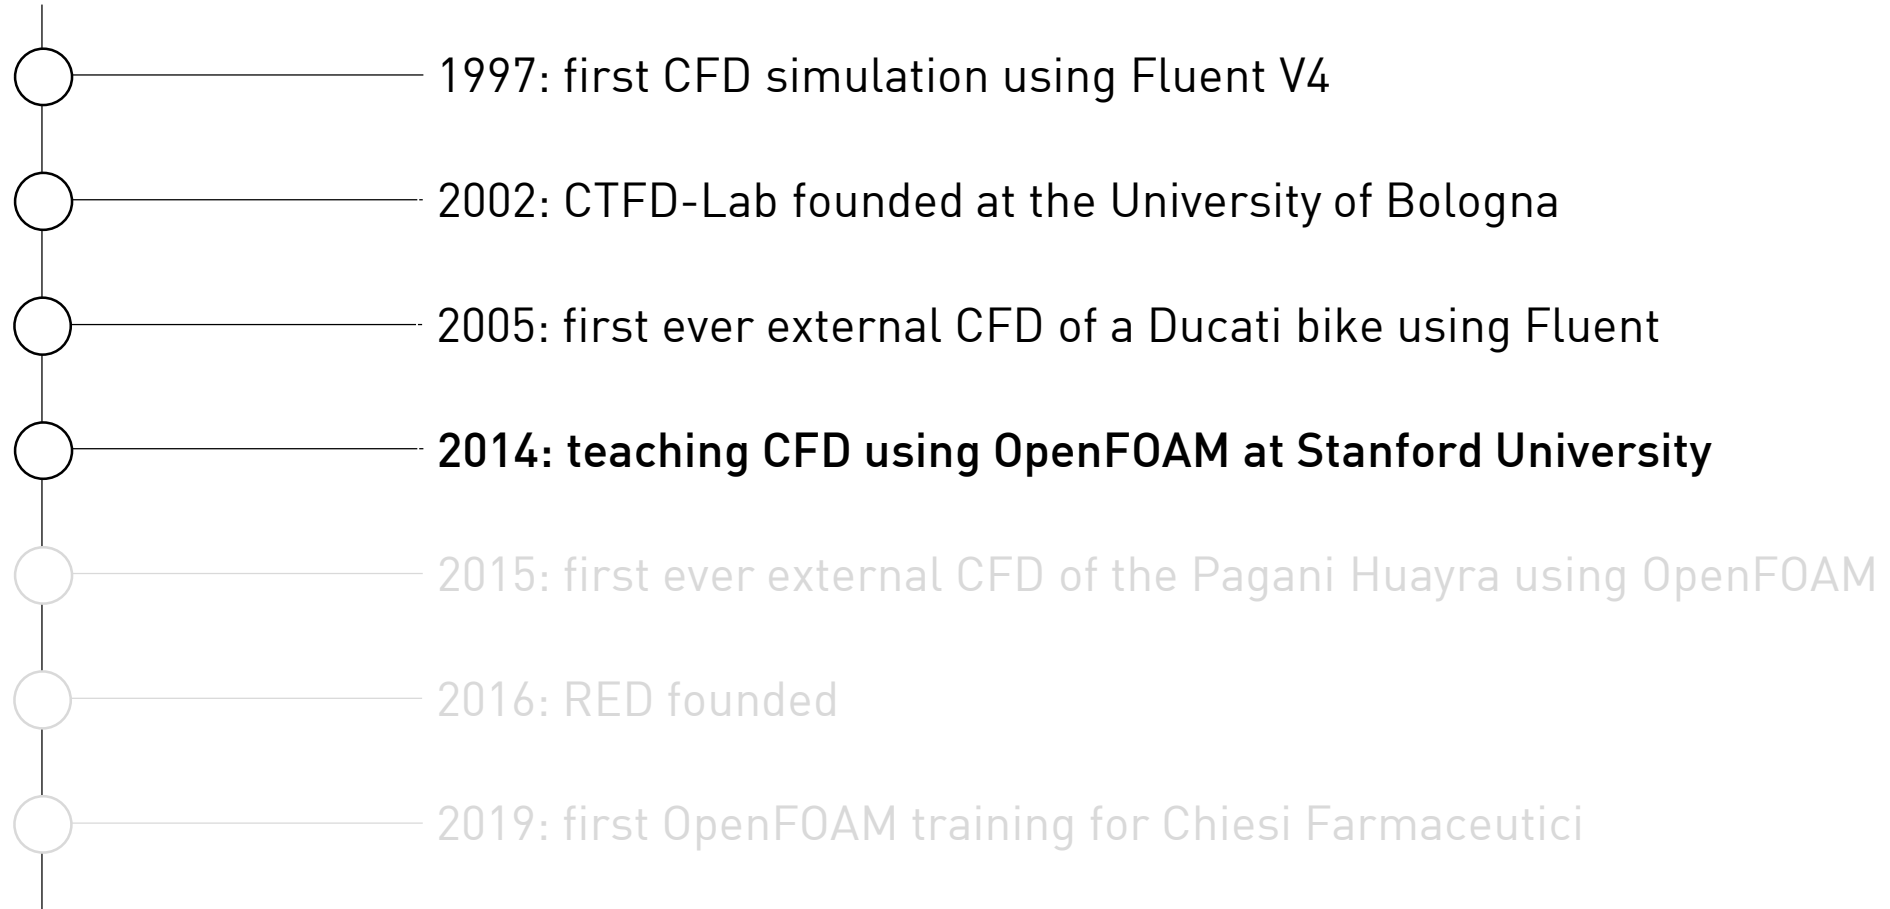 1997: first CFD simulation using Fluent V4
2002: CTFD-Lab founded at the University of Bologna
2005: first ever external CFD of a Ducati bike using Fluent
2014: teaching CFD using OpenFOAM at Stanford University
2015: first ever external CFD of the Pagani Huayra using OpenFOAM
2016: RED founded
2019: first OpenFOAM training for Chiesi Farmaceutici